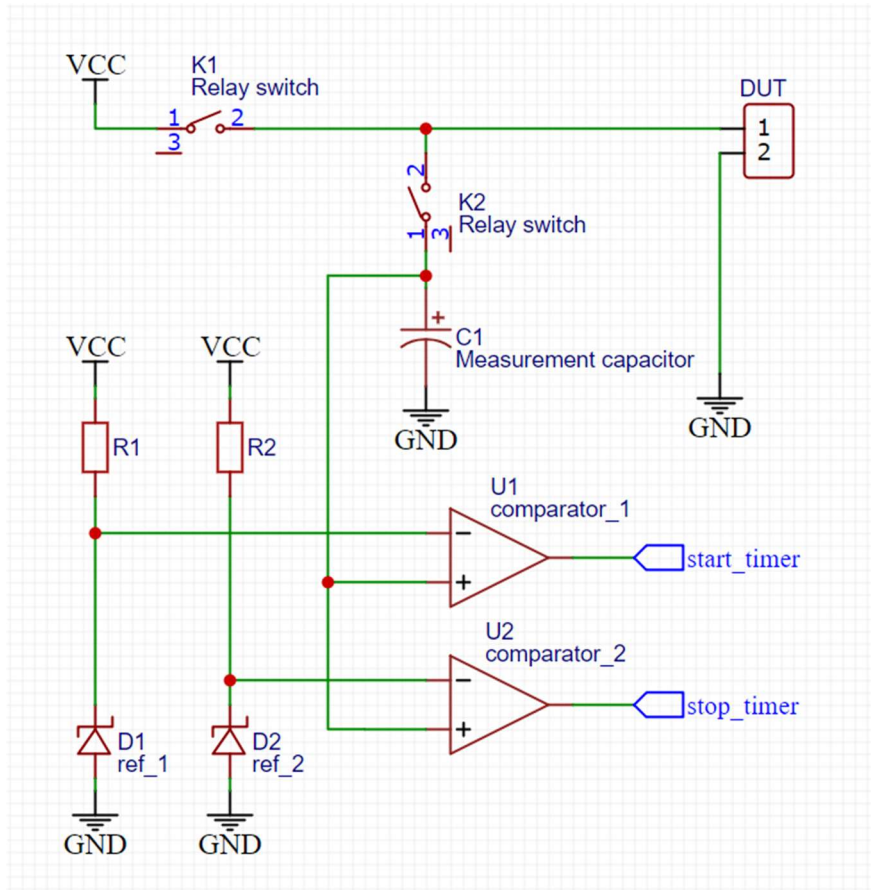 VCC
K1
Relay switch
1
2
3
DUT
1
2
2
K2
Relay switch
1
3
+
C1
Measurement capacitor
GND
GND
VCC
VCC
R1
R2
U1
comparator_1
−
+
start_timer
U2
comparator_2
−
+
stop_timer
D1
ref_1
D2
ref_2
GND
GND